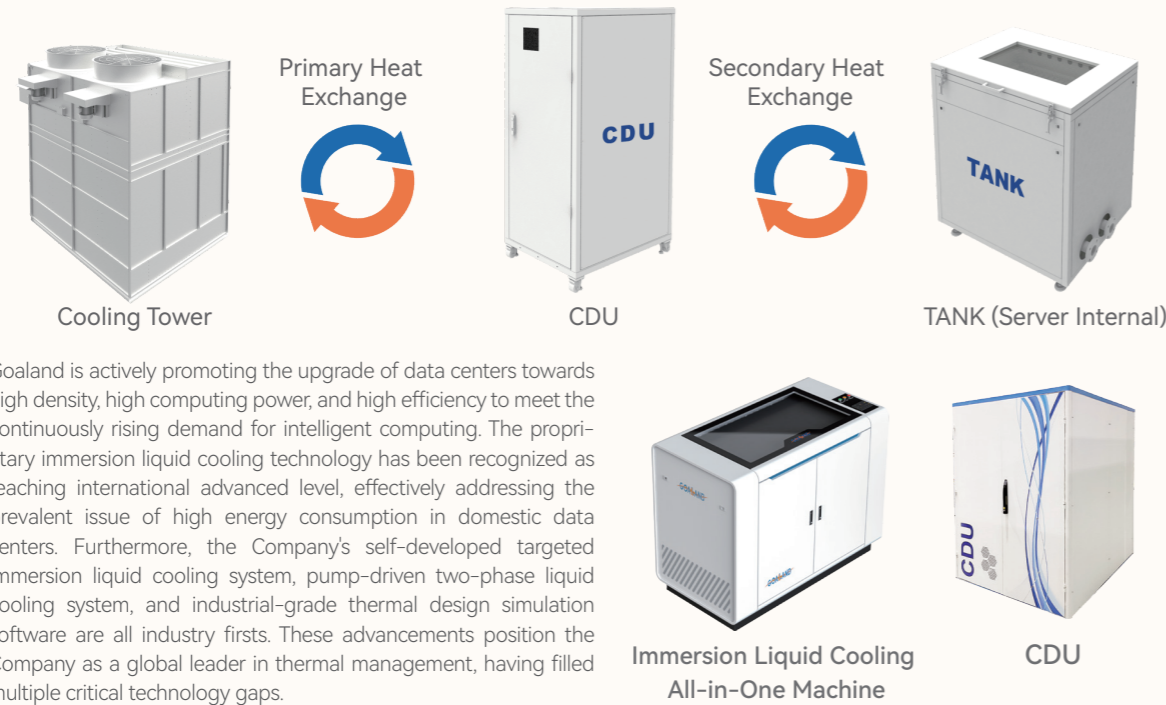 Primary Heat
Exchange
Secondary Heat
Exchange
CDU
TANK
Cooling Tower
CDU
TANK (Server Internal)
oaland is actively promoting the upgrade of data centers towards
igh density, high computing power, and high efficiency to meet the
ontinuously rising demand for intelligent computing. The propri-
tary immersion liquid cooling technology has been recognized as
eaching international advanced level, effectively addressing the
revalent issue of high energy consumption in domestic data
enters. Furthermore, the Company's self-developed targeted
mmersion liquid cooling system, pump-driven two-phase liquid
ooling system, and industrial-grade thermal design simulation
oftware are all industry firsts. These advancements position the
Company as a global leader in thermal management, having filled
multiple critical technology gaps.
GOALAND
GOALAND
CDU
Immersion Liquid Cooling
All-in-One Machine
CDU